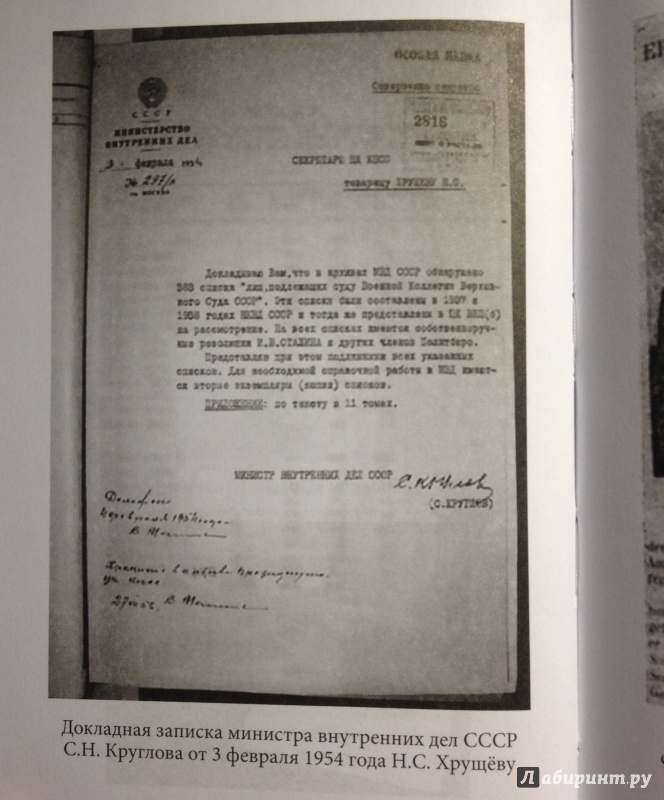 ОСОБАЯ ПАПКА
Совершенно секретно
СССР
МИНИСТЕРСТВО
ВНУТРЕННИХ ДЕЛ
2816
3 февраля 1954
№ 297/к
гор. МОСКВА
СЕКРЕТАРЮ ЦК КПСС
товарищу ХРУЩЕВУ Н.С.
Докладываю Вам, что в архивах МВД СССР обнаружено
383 списка "лиц, подлежащих суду Военной Коллегии Верхов-
ного Суда СССР". Эти списки были составлены в 1937 и
1938 годах НКВД СССР и тогда же представлены в ЦК ВКП(б)
на рассмотрение. На всех списках имеются собственноруч-
ные резолюции И.В.СТАЛИНА и других членов Политбюро.
Представляю при этом подлинники всех указанных
списков. Для необходимой справочной работы в МВД имеют-
ся вторые экземпляры (копии) списков.
ПРИЛОЖЕНИЕ: по тексту в 11 томах.
МИНИСТР ВНУТРЕННИХ ДЕЛ СССР
(С.КРУГЛОВ)
Докладная записка министра внутренних дел СССР
С.Н. Круглова от 3 февраля 1954 года Н.С. Хрущёву
Лабиринт.ру